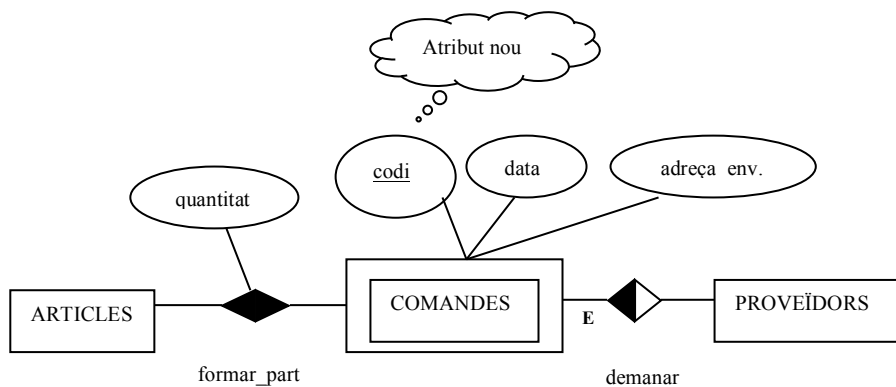 Atribut nou
codi
data
adreça env.
quantitat
ARTICLES
COMANDES
E
PROVEÏDORS
formar_part
demanar